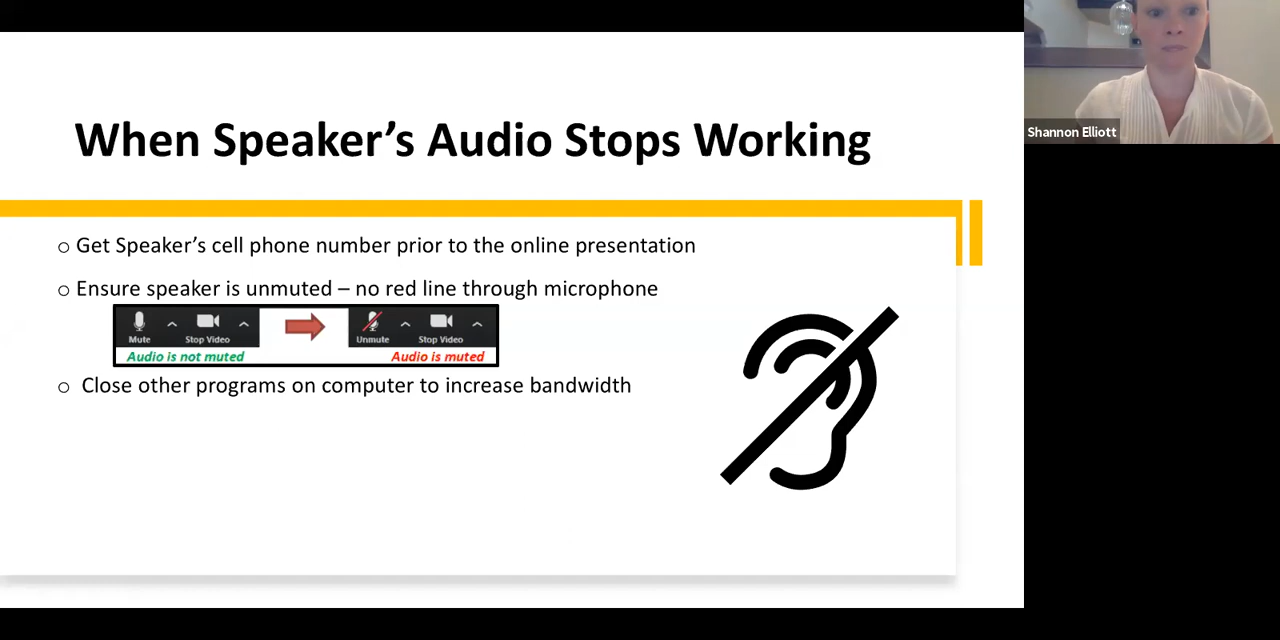 When Speaker’s Audio Stops Working
Shannon Elliott
o Get Speaker’s cell phone number prior to the online presentation
o Ensure speaker is unmuted – no red line through microphone
Mute Stop Video Unmute Stop Video
Audio is not muted Audio is muted
o Close other programs on computer to increase bandwidth